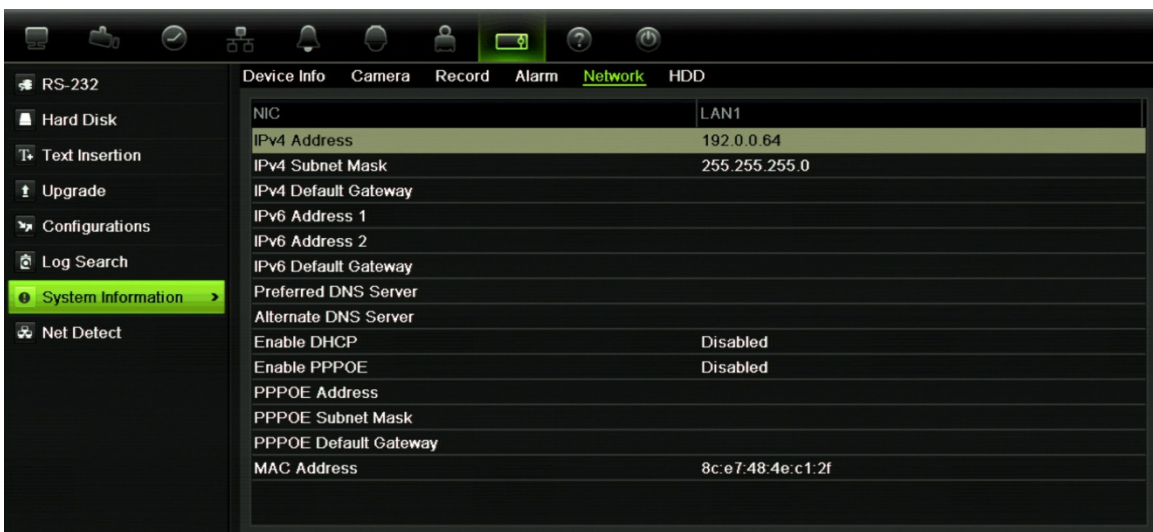 Device Info Camera Record Alarm Network HDD
RS-232
Hard Disk
Text Insertion
Upgrade
Configurations
Log Search
System Information
Net Detect
NIC LAN1
IPv4 Address 192.0.0.64
IPv4 Subnet Mask 255.255.255.0
IPv4 Default Gateway
IPv6 Address 1
IPv6 Address 2
IPv6 Default Gateway
Preferred DNS Server
Alternate DNS Server
Enable DHCP Disabled
Enable PPPOE Disabled
PPPOE Address
PPPOE Subnet Mask
PPPOE Default Gateway
MAC Address 8c:e7:48:4e:c1:2f